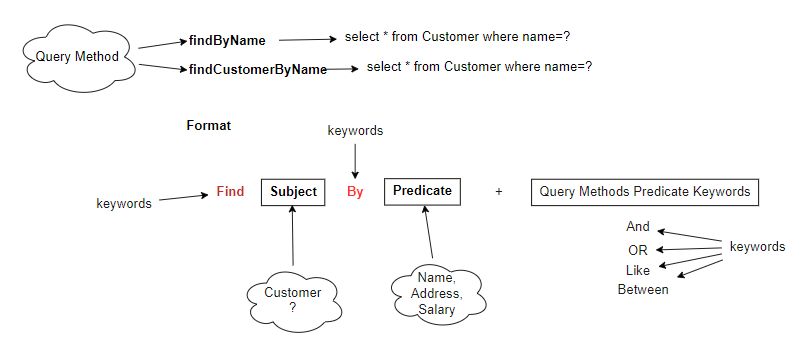 findByName
select * from Customer where name=?
Query Method
findCustomerByName
select * from Customer where name=?
Format
keywords
keywords
Find
Subject
By
Predicate
+
Query Methods Predicate Keywords
And
OR
Like
Between
keywords
Customer
?
Name,
Address,
Salary